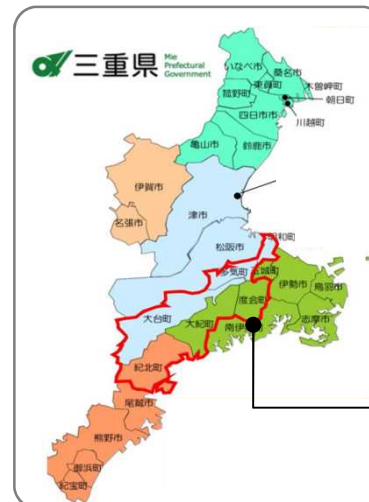 三重県
Mie
Prefectural
Government
いなべ市
桑名市
東員町
木曽岬町
菰野町
朝日町
川越町
四日市市
亀山市
鈴鹿市
伊賀市
津市
名張市
松阪市
明和町
多気町
玉城町
伊勢市
鳥羽市
度会町
大台町
大紀町
南伊
志摩市
紀北町
尾鷲市
熊野市
御浜町
紀宝町